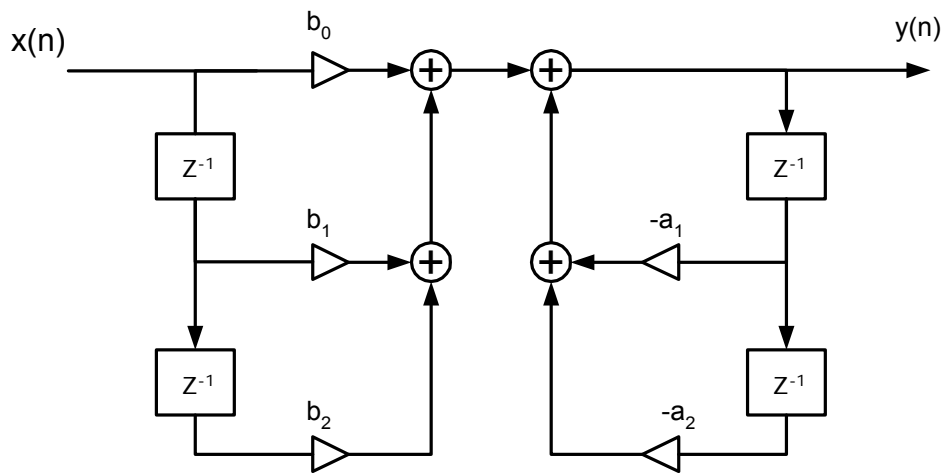 b₀
x(n)
y(n)
+
+
Z⁻¹
Z⁻¹
b₁
-a₁
+
+
Z⁻¹
Z⁻¹
b₂
-a₂